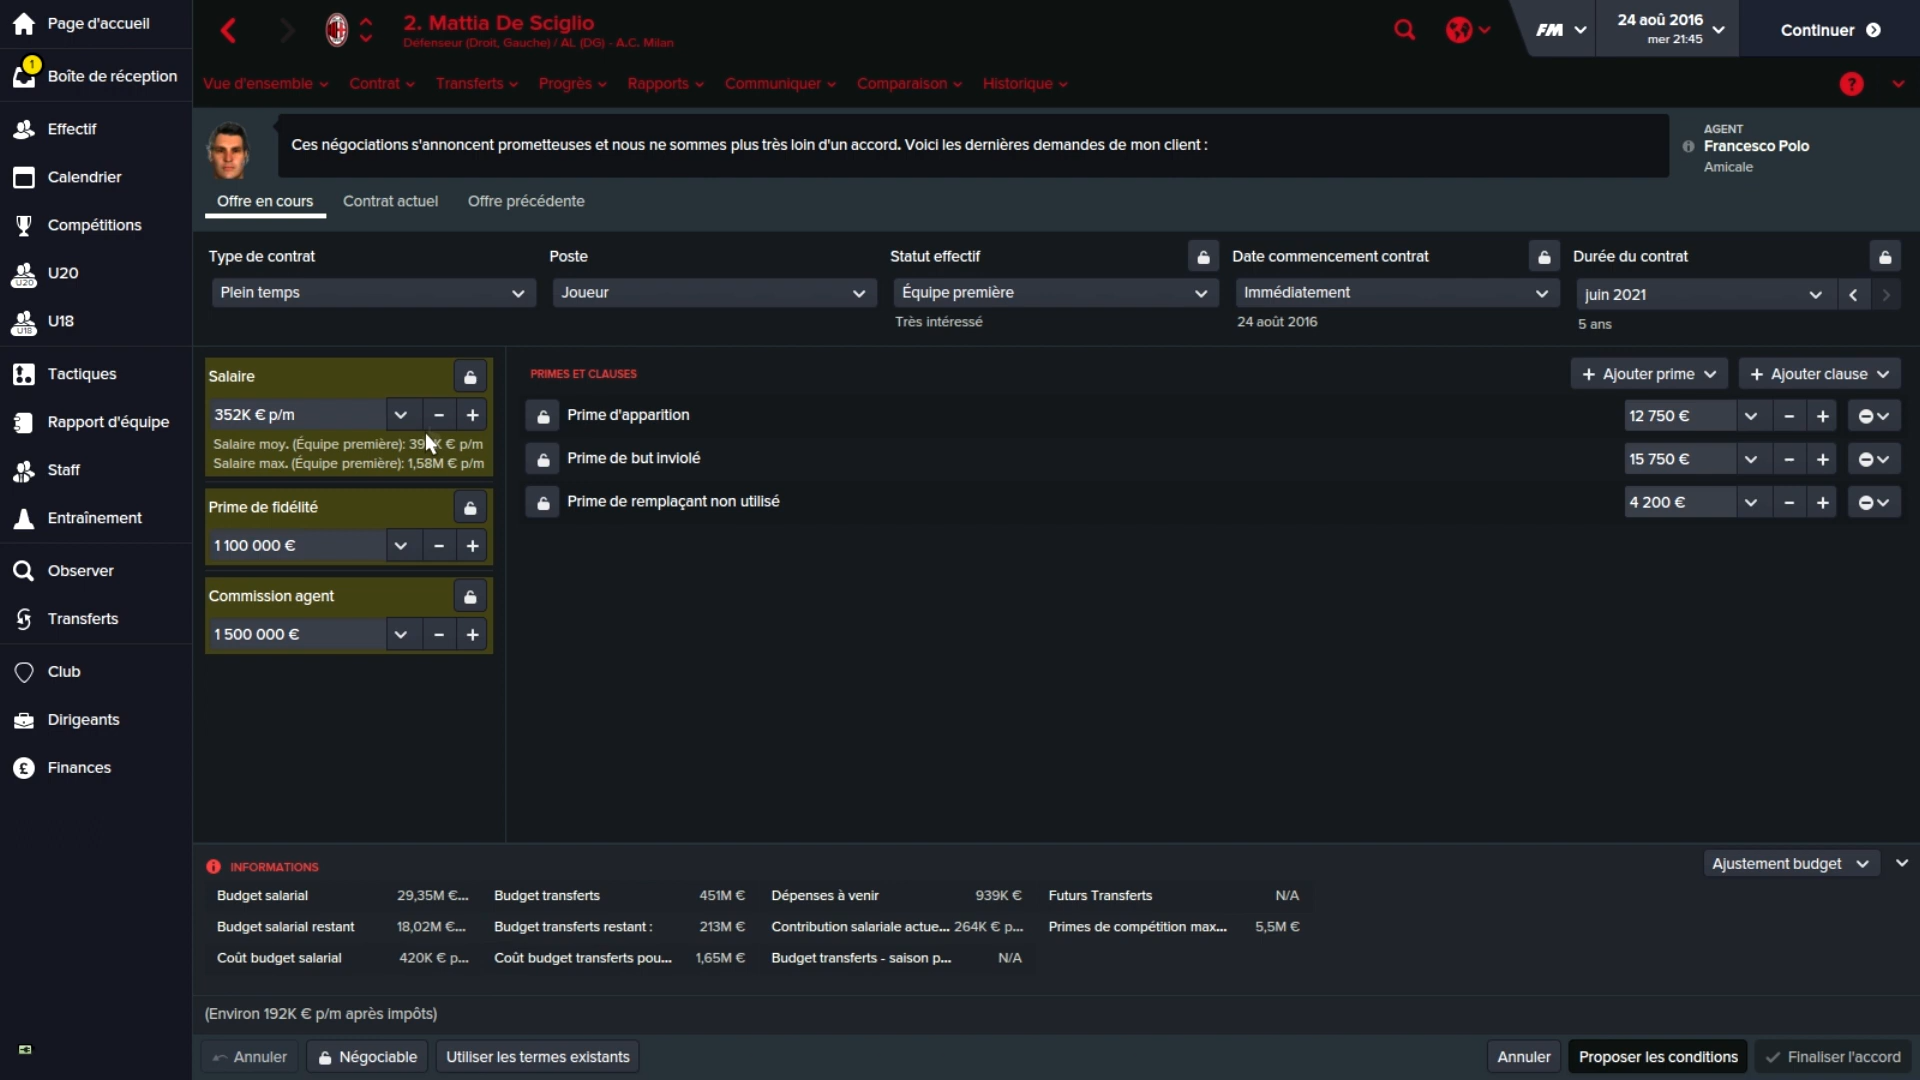 Page d'accueil
1
Boîte de réception
Effectif
Calendrier
Compétitions
U20
U20
U18
U18
Tactiques
Rapport d'équipe
Staff
Entraînement
Observer
Transferts
Club
Dirigeants
Finances
2. Mattia De Sciglio
Défenseur (Droit, Gauche) / AL (DG) - A.C. Milan
FM
24 aoû 2016
mer 21:45
Continuer
Vue d'ensemble
Contrat
Transferts
Progrès
Rapports
Communiquer
Comparaison
Historique
?
Ces négociations s'annoncent prometteuses et nous ne sommes plus très loin d'un accord. Voici les dernières demandes de mon client :
AGENT
Francesco Polo
Amicale
Offre en cours
Contrat actuel
Offre précédente
Type de contrat
Plein temps
Poste
Joueur
Statut effectif
Équipe première
Très intéressé
Date commencement contrat
Immédiatement
24 août 2016
Durée du contrat
juin 2021
5 ans
Salaire
352K € p/m
Salaire moy. (Équipe première): € p/m
Salaire max. (Équipe première): 1,58M € p/m
Prime de fidélité
1 100 000 €
Commission agent
1 500 000 €
PRIMES ET CLAUSES
Ajouter prime
Ajouter clause
Prime d'apparition
12 750 €
Prime de but inviolé
15 750 €
Prime de remplaçant non utilisé
4 200 €
INFORMATIONS
Ajustement budget
Budget salarial 29,35M €...
Budget transferts 451M €
Dépenses à venir 939K €
Futurs Transferts N/A
Budget salarial restant 18,02M €...
Budget transferts restant : 213M €
Contribution salariale actue... 264K € p...
Primes de compétition max... 5,5M €
Coût budget salarial 420K € p...
Coût budget transferts pou... 1,65M €
Budget transferts - saison p... N/A
(Environ 192K € p/m après impôts)
Annuler
Négociable
Utiliser les termes existants
Annuler
Proposer les conditions
Finaliser l'accord